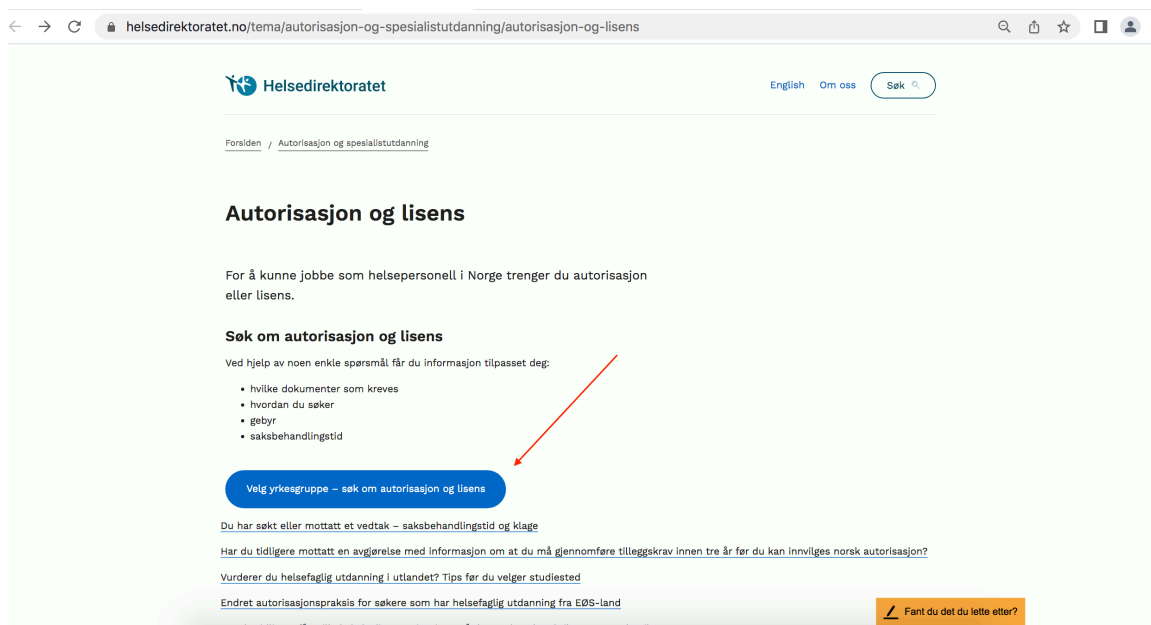 helsedirektoratet.no/tema/autorisasjon-og-spesialistutdanning/autorisasjon-og-lisens
Helsedirektoratet
English Om oss Søk
Forsiden / Autorisasjon og spesialistutdanning
Autorisasjon og lisens
For å kunne jobbe som helsepersonell i Norge trenger du autorisasjon
eller lisens.
Søk om autorisasjon og lisens
Ved hjelp av noen enkle spørsmål får du informasjon tilpasset deg:
• hvilke dokumenter som kreves
• hvordan du søker
• gebyr
• saksbehandlingstid
Velg yrkesgruppe – søk om autorisasjon og lisens
Du har søkt eller mottatt et vedtak – saksbehandlingstid og klage
Har du tidligere mottatt en avgjørelse med informasjon om at du må gjennomføre tilleggskrav innen tre år før du kan innvilges norsk autorisasjon?
Vurderer du helsefaglig utdanning i utlandet? Tips før du velger studiested
Endret autorisasjonspraksis for søkere som har helsefaglig utdanning fra EØS-land
Fant du det du lette etter?